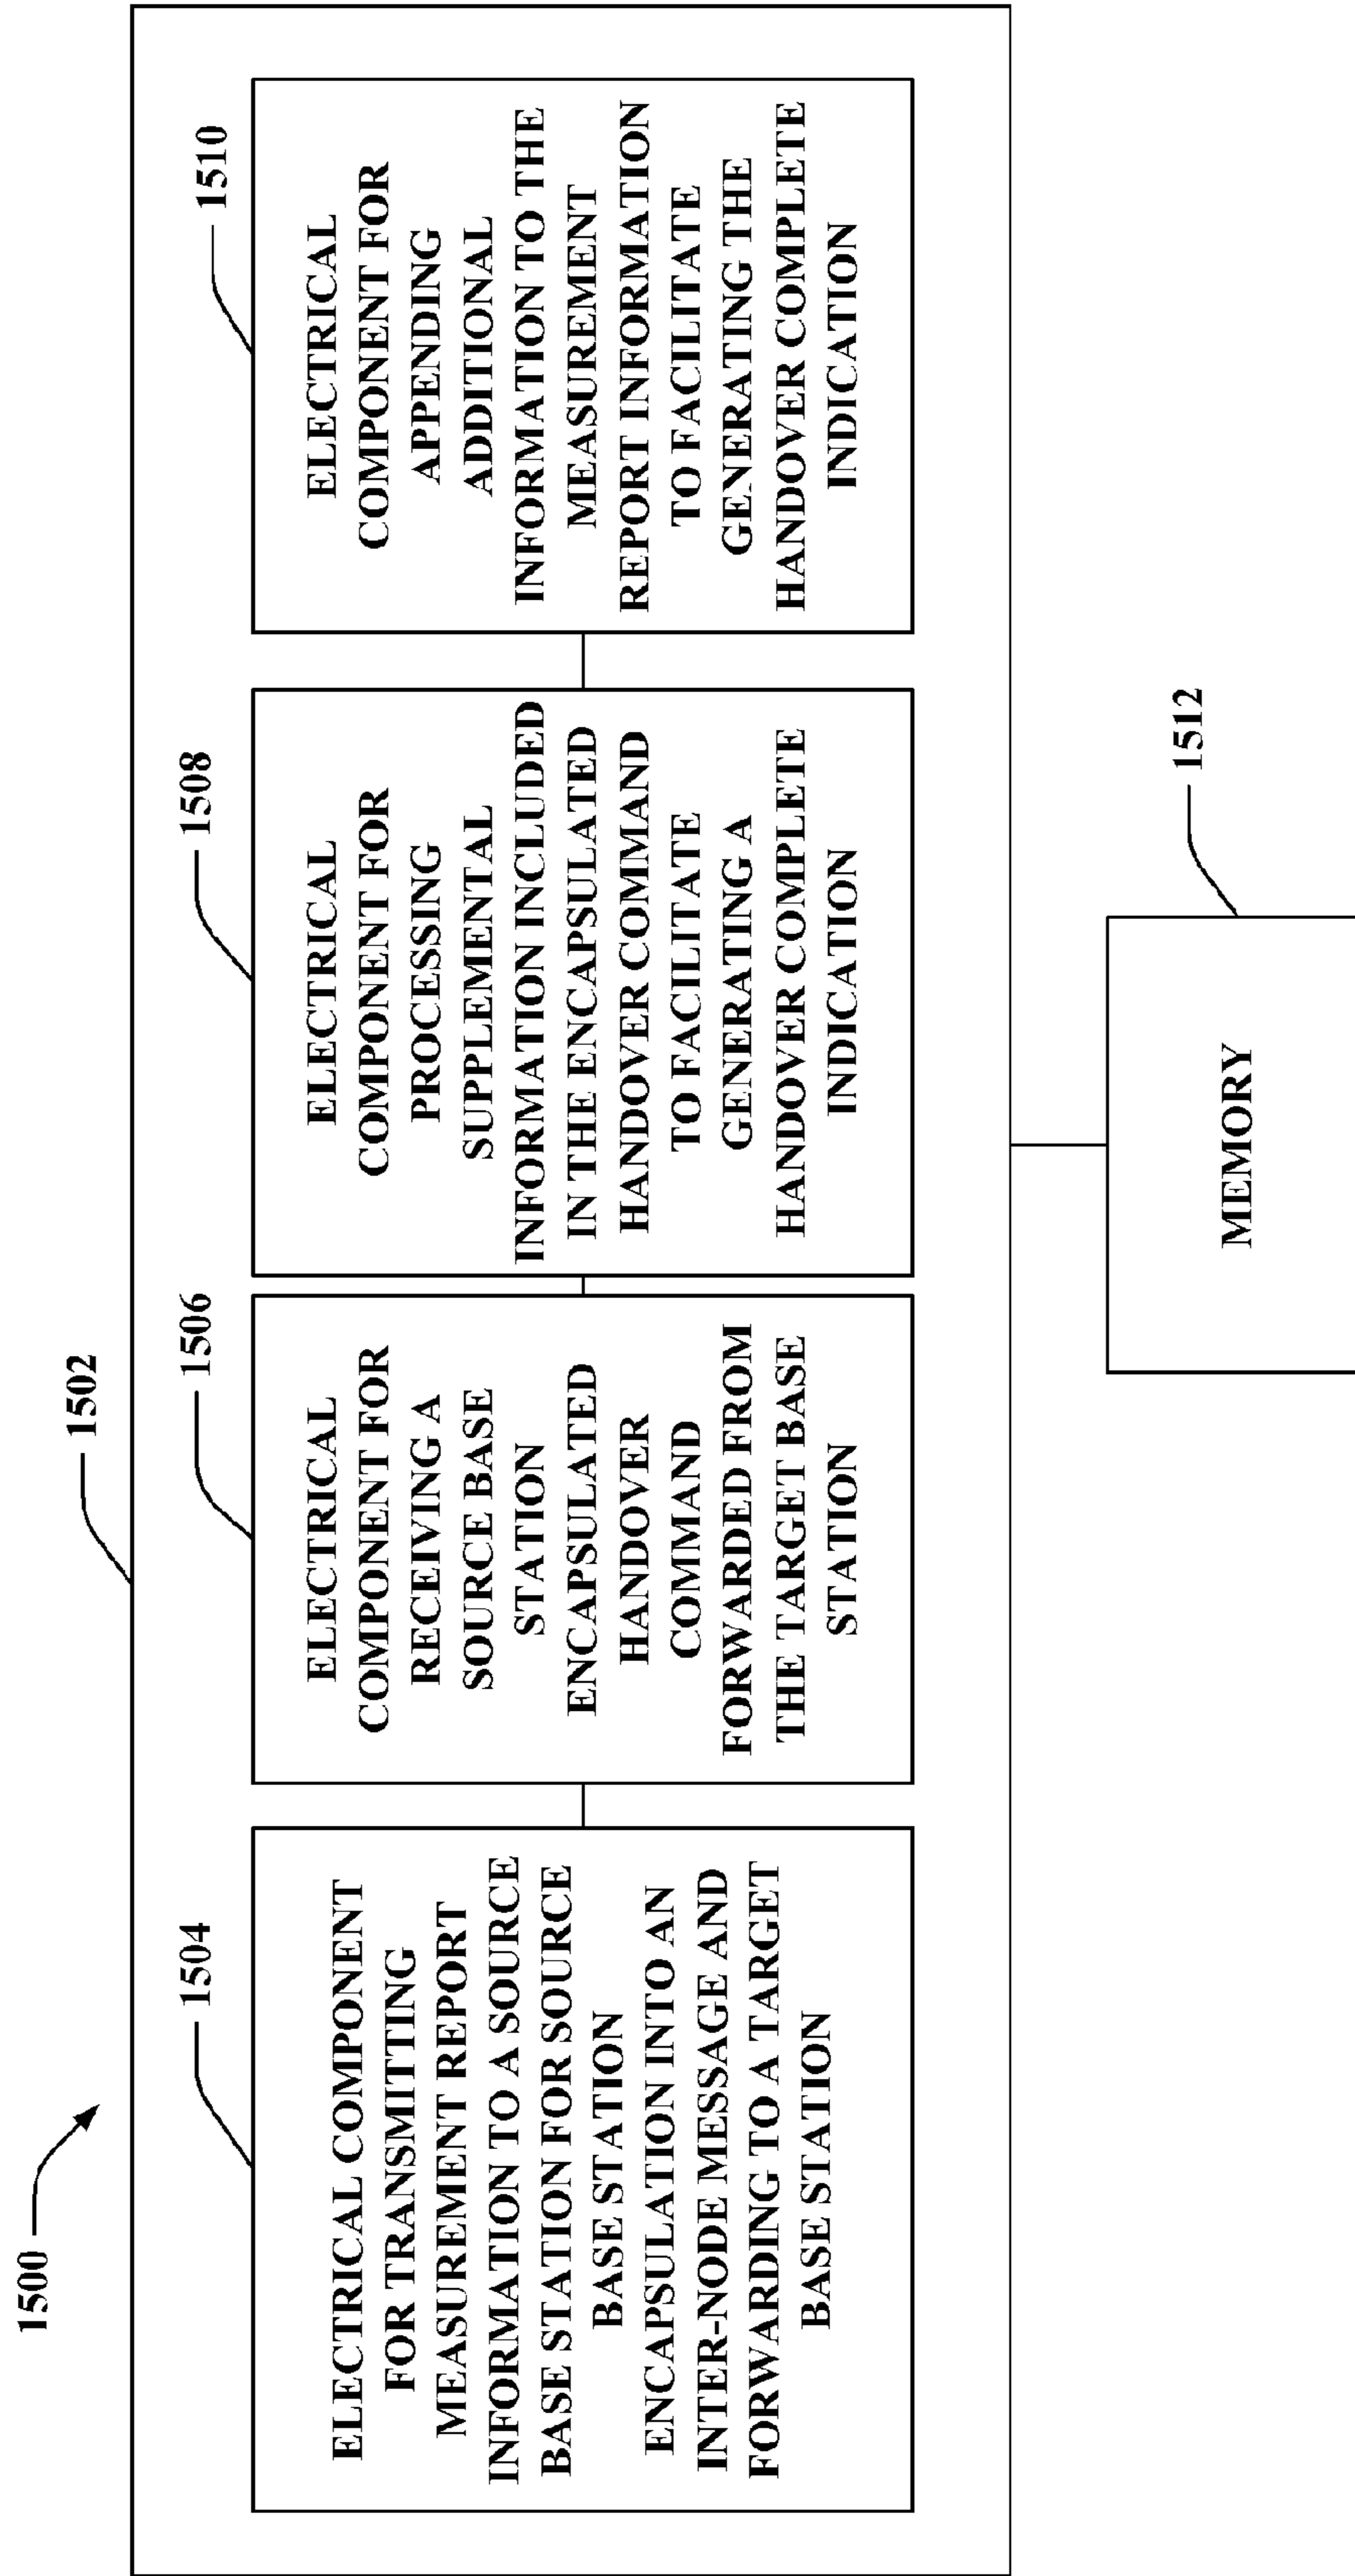 1500
1502
1504
ELECTRICAL COMPONENT
FOR TRANSMITTING
MEASUREMENT REPORT
INFORMATION TO A SOURCE
BASE STATION FOR SOURCE
BASE STATION
ENCAPSULATION INTO AN
INTER-NODE MESSAGE AND
FORWARDING TO A TARGET
BASE STATION
1506
ELECTRICAL
COMPONENT FOR
RECEIVING A
SOURCE BASE
STATION
ENCAPSULATED
HANDOVER
COMMAND
FORWARDED FROM
THE TARGET BASE
STATION
1508
ELECTRICAL
COMPONENT FOR
PROCESSING
SUPPLEMENTAL
INFORMATION INCLUDED
IN THE ENCAPSULATED
HANDOVER COMMAND
TO FACILITATE
GENERATING A
HANDOVER COMPLETE
INDICATION
1510
ELECTRICAL
COMPONENT FOR
APPENDING
ADDITIONAL
INFORMATION TO THE
MEASUREMENT
REPORT INFORMATION
TO FACILITATE
GENERATING THE
HANDOVER COMPLETE
INDICATION
1512
MEMORY